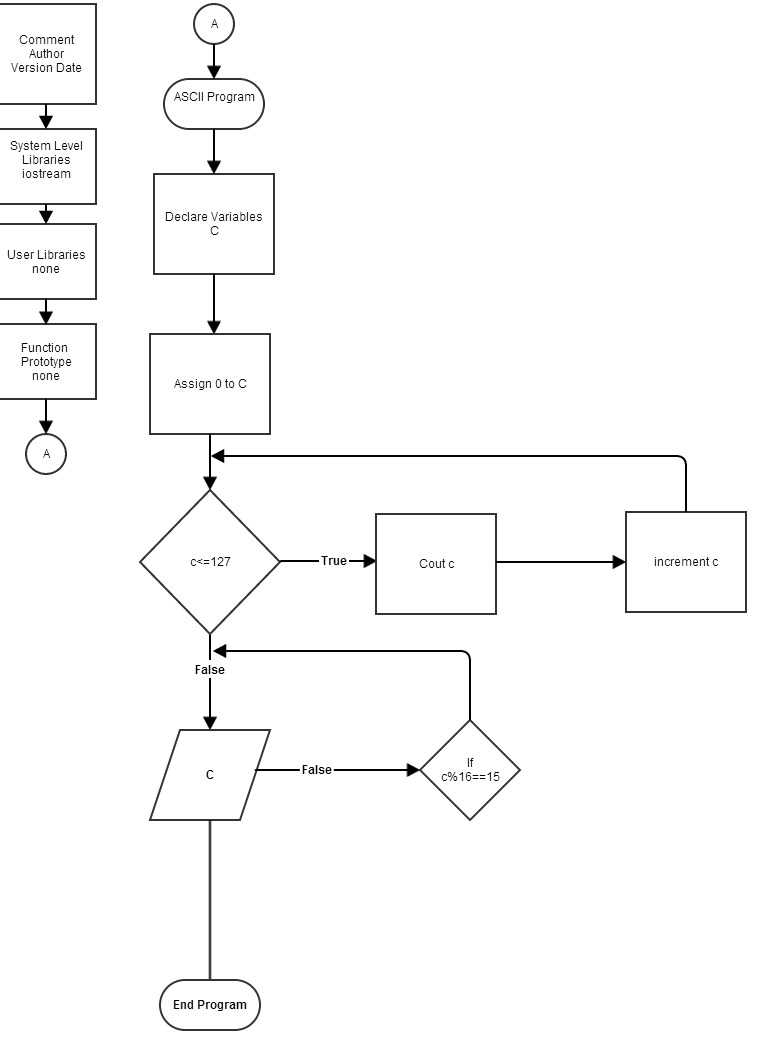 Comment
Author
Version Date
System Level
Libraries
iostream
User Libraries
none
Function
Prototype
none
A
A
ASCII Program
Declare Variables
C
Assign 0 to C
c<=127
True
Cout c
increment c
False
C
False
If
c%16==15
End Program